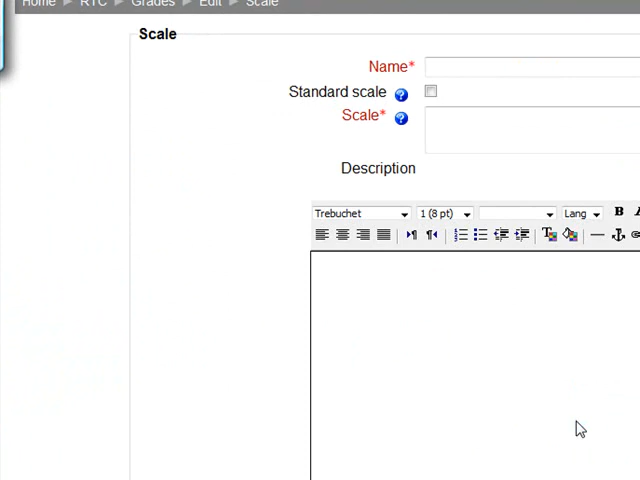 Home ► RTC ► Grades ► Edit ► Scale
Scale
Name*
Standard scale
Scale*
Description
Trebuchet 1 (8 pt) Lang B